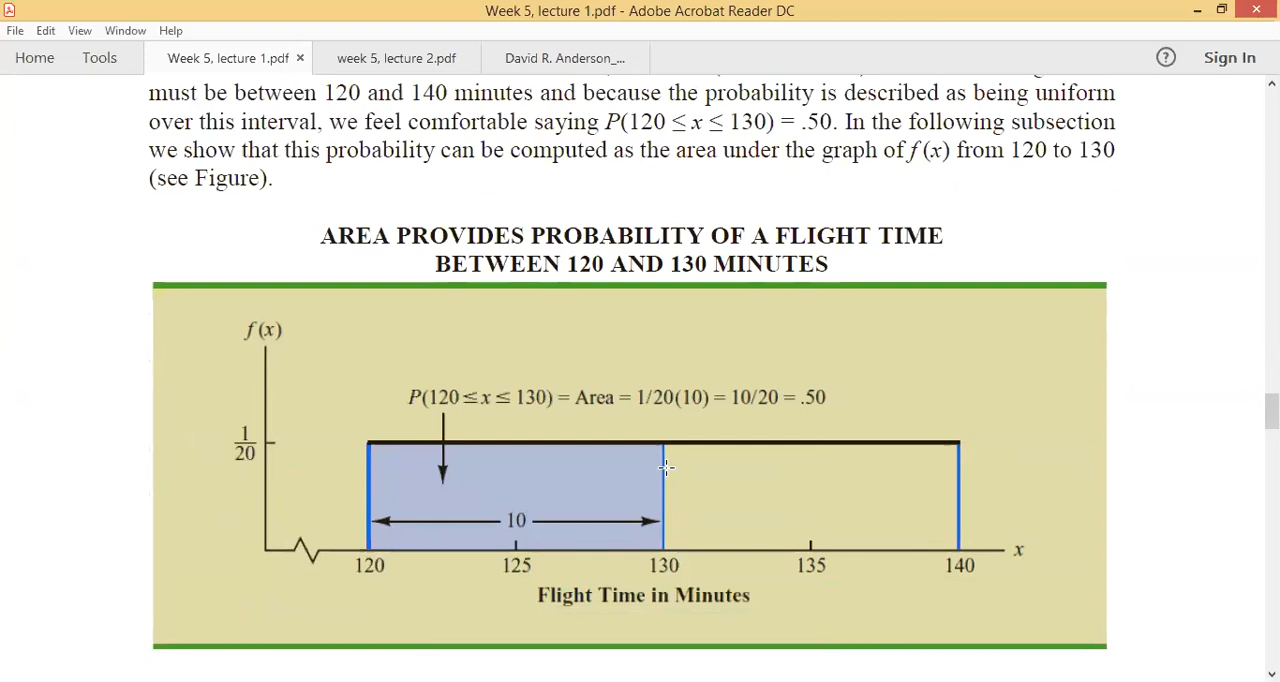 Week 5, lecture 1.pdf - Adobe Acrobat Reader DC
File Edit View Window Help
Home Tools Week 5, lecture 1.pdf × week 5, lecture 2.pdf David R. Anderson_... ? Sign In
must be between 120 and 140 minutes and because the probability is described as being uniform
over this interval, we feel comfortable saying P(120 ≤ x ≤ 130) = .50. In the following subsection
we show that this probability can be computed as the area under the graph of f (x) from 120 to 130
(see Figure).
AREA PROVIDES PROBABILITY OF A FLIGHT TIME
BETWEEN 120 AND 130 MINUTES
f (x)
P(120 ≤ x ≤ 130) = Area = 1/20(10) = 10/20 = .50
1
20
10
x
120 125 130 135 140
Flight Time in Minutes